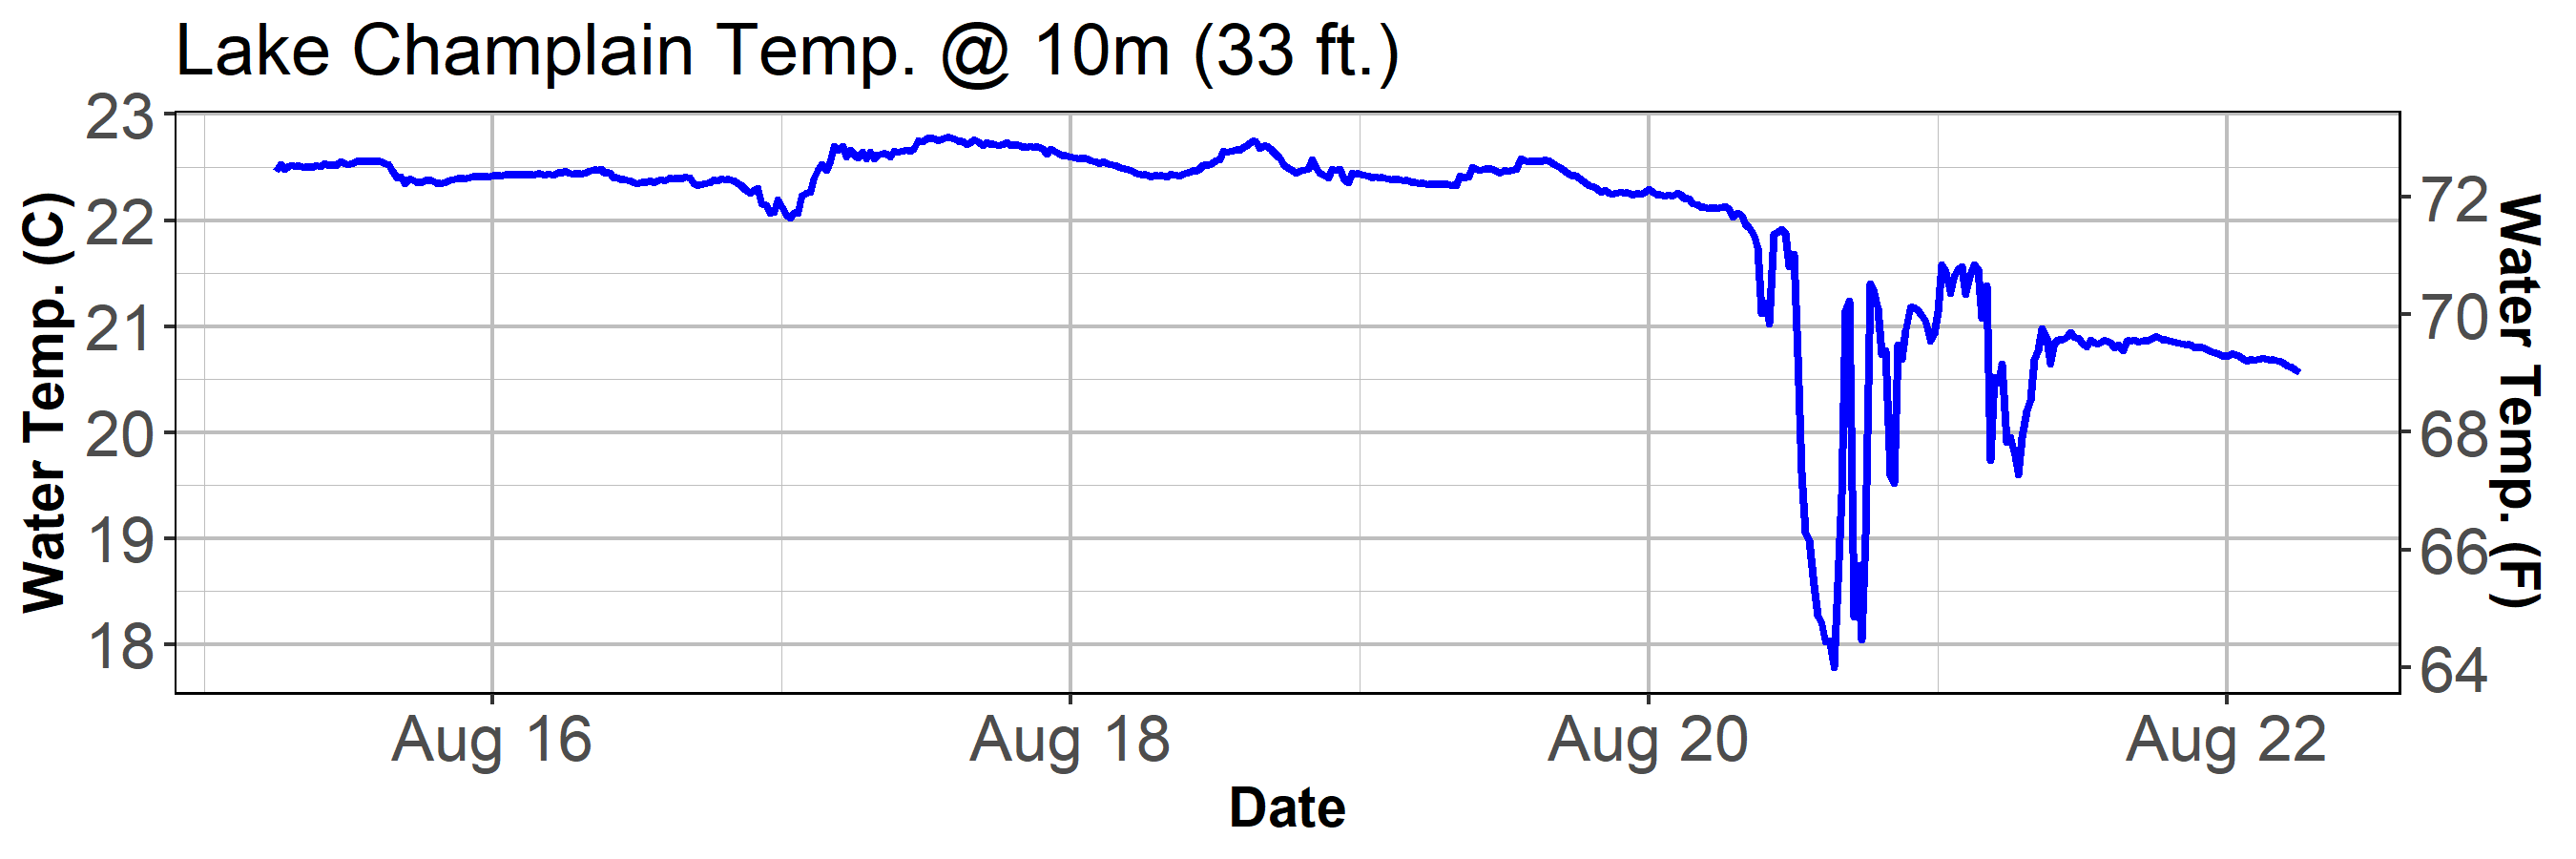 Lake Champlain Temp. @ 10m (33 ft.)
Water Temp. (C)
23
22
21
20
19
18
72
70
68
66
64
Water Temp. (F)
Aug 16
Aug 18
Aug 20
Aug 22
Date